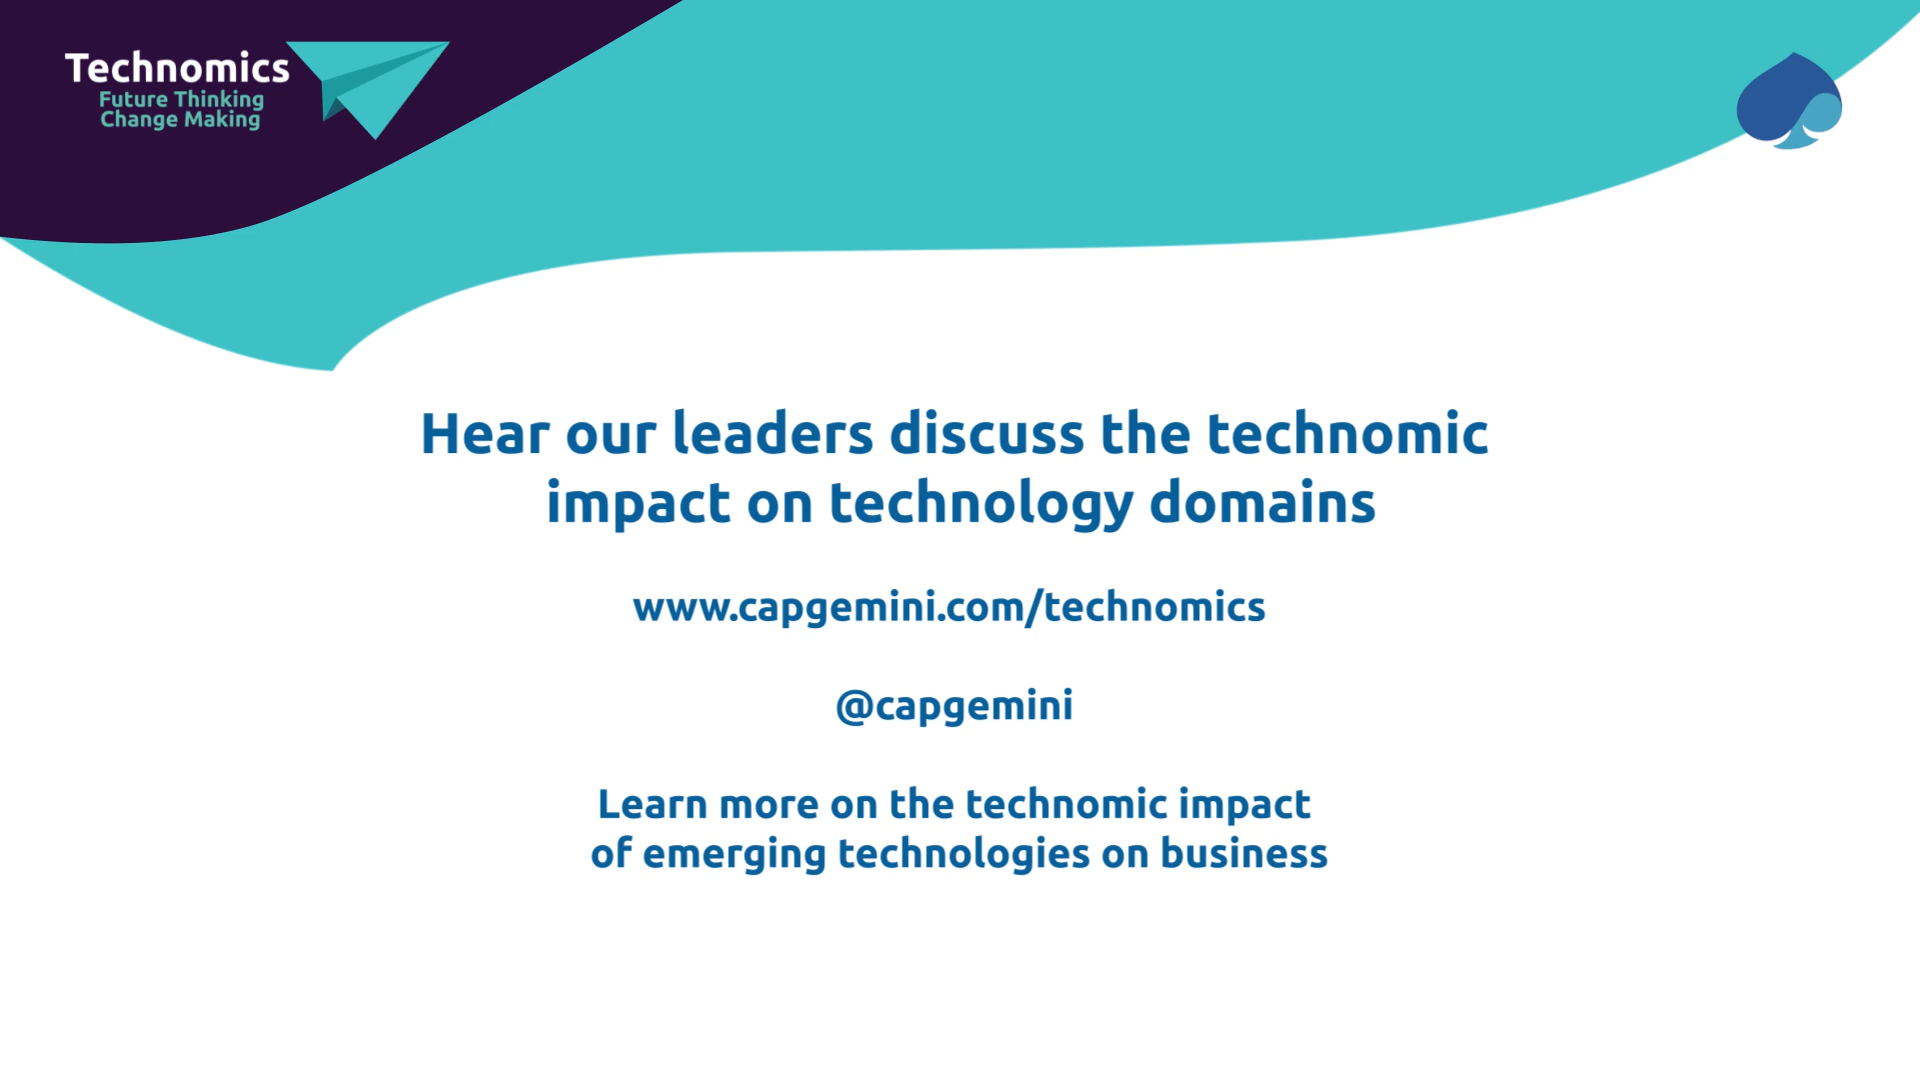 Technomics
Future Thinking
Change Making
Hear our leaders discuss the technomic
impact on technology domains
www.capgemini.com/technomics
@capgemini
Learn more on the technomic impact
of emerging technologies on business